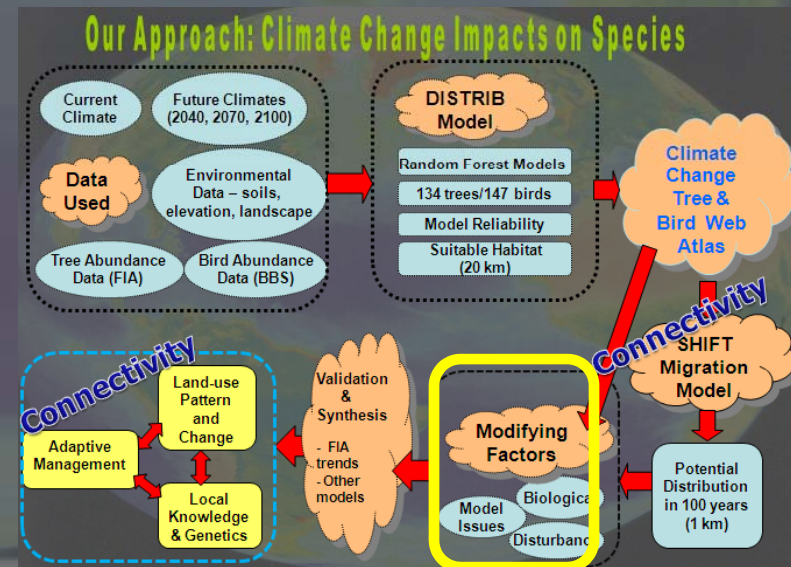 Our Approach: Climate Change Impacts on Species
Current
Climate
Future Climates
(2040, 2070, 2100)
Data
Used
Environmental
Data – soils,
elevation, landscape
Tree Abundance
Data (FIA)
Bird Abundance
Data (BBS)
DISTRIB
Model
Random Forest Models
134 trees/147 birds
Model Reliability
Suitable Habitat
(20 km)
Climate
Change
Tree &
Bird Web
Atlas
Connectivity
SHIFT
Migration
Model
Potential
Distribution
in 100 years
(1 km)
Modifying
Factors
Biological
Model
Issues
Disturbance
Validation
&
Synthesis
- FIA
trends
-Other
models
Connectivity
Land-use
Pattern
and
Change
Adaptive
Management
Local
Knowledge
& Genetics